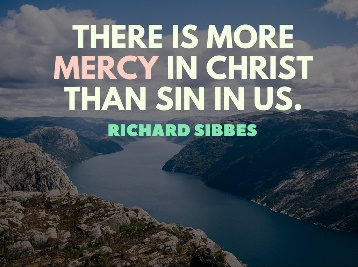 THERE IS MORE
MERCY IN CHRIST
THAN SIN IN US.
RICHARD SIBBES